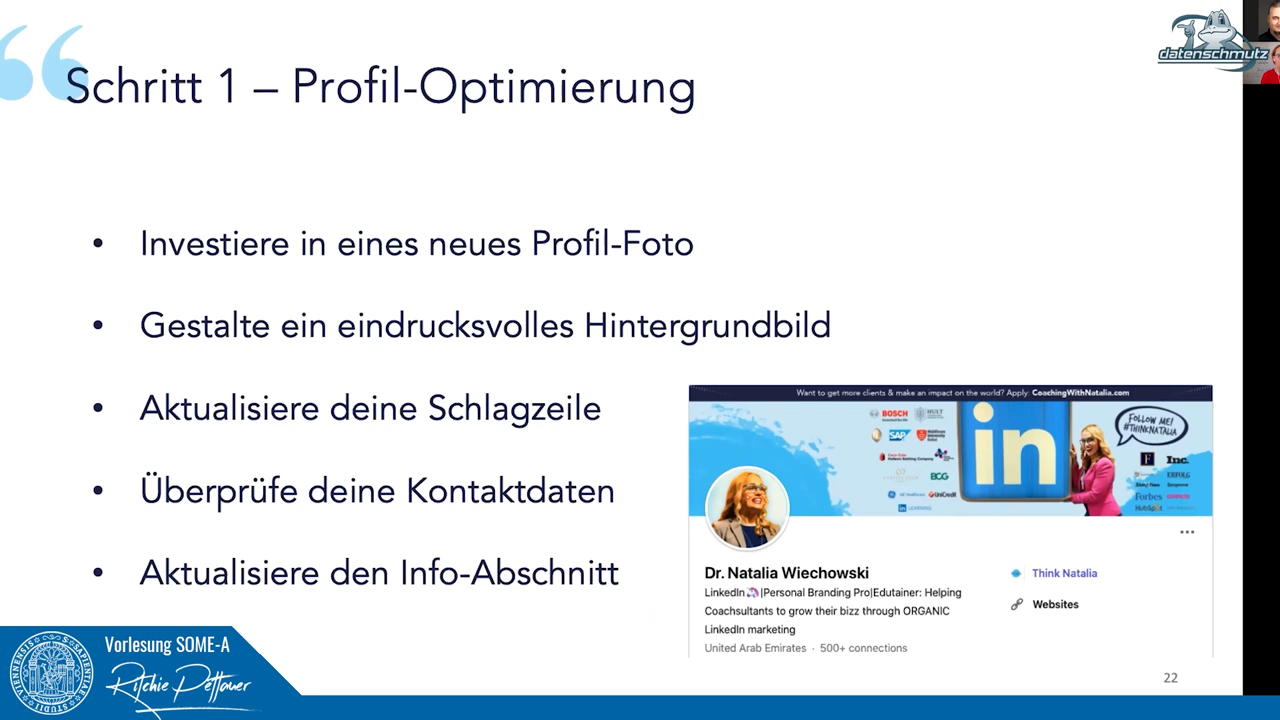 datenschmutz
Schritt 1 – Profil-Optimierung
• Investiere in eines neues Profil-Foto
• Gestalte ein eindrucksvolles Hintergrundbild
• Aktualisiere deine Schlagzeile
• Überprüfe deine Kontaktdaten
• Aktualisiere den Info-Abschnitt
Want to get more clients & make an impact on the world? Apply: CoachingWithNatalia.com
BOSCH
HULT
SAP
BCG
UniCredit
LEARNING
in
FOLLOW ME!
#THINKNATALIA
F
Inc.
ERFOLG
Forbes
HubSpot
Dr. Natalia Wiechowski
LinkedIn🦄|Personal Branding Pro|Edutainer: Helping
Coachsultants to grow their bizz through ORGANIC
LinkedIn marketing
United Arab Emirates · 500+ connections
Think Natalia
Websites
Vorlesung SOME-A
Ritchie Pettauer
22